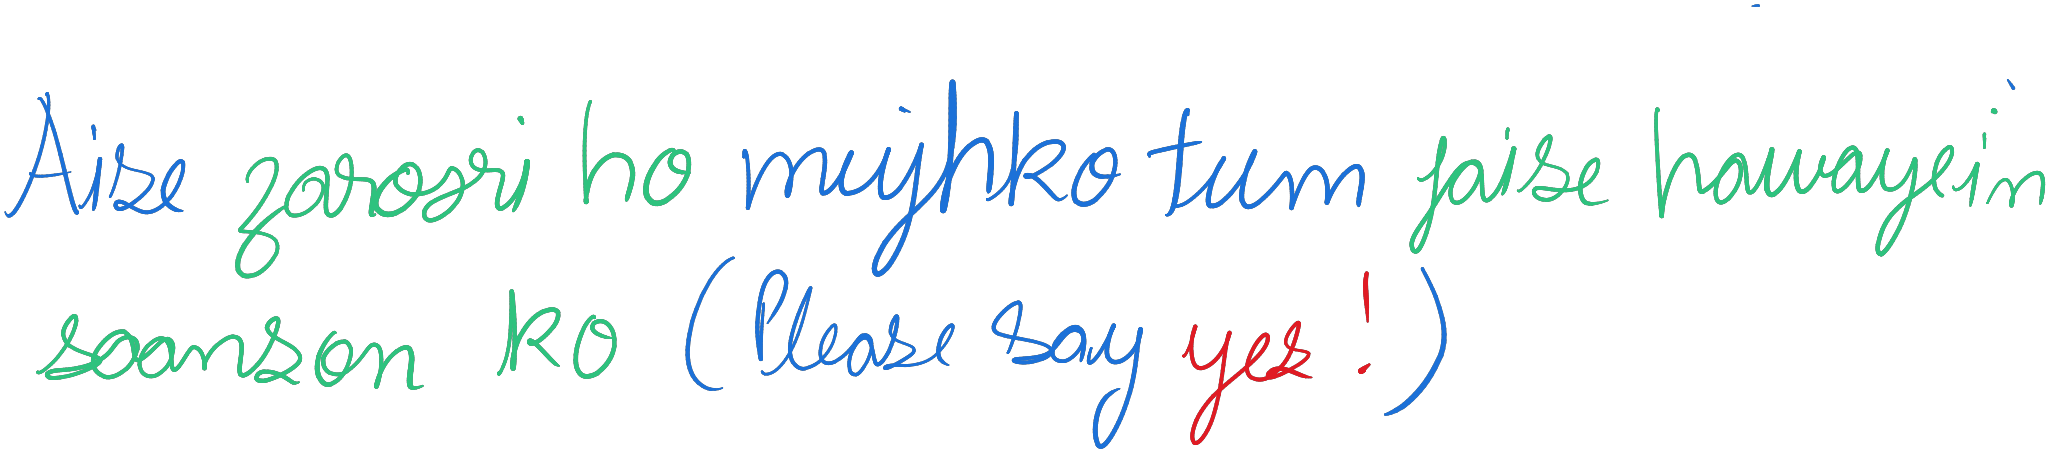 Aise zaroori ho mujhko tum jaise hawayein
saanson ko (Please say yes!)